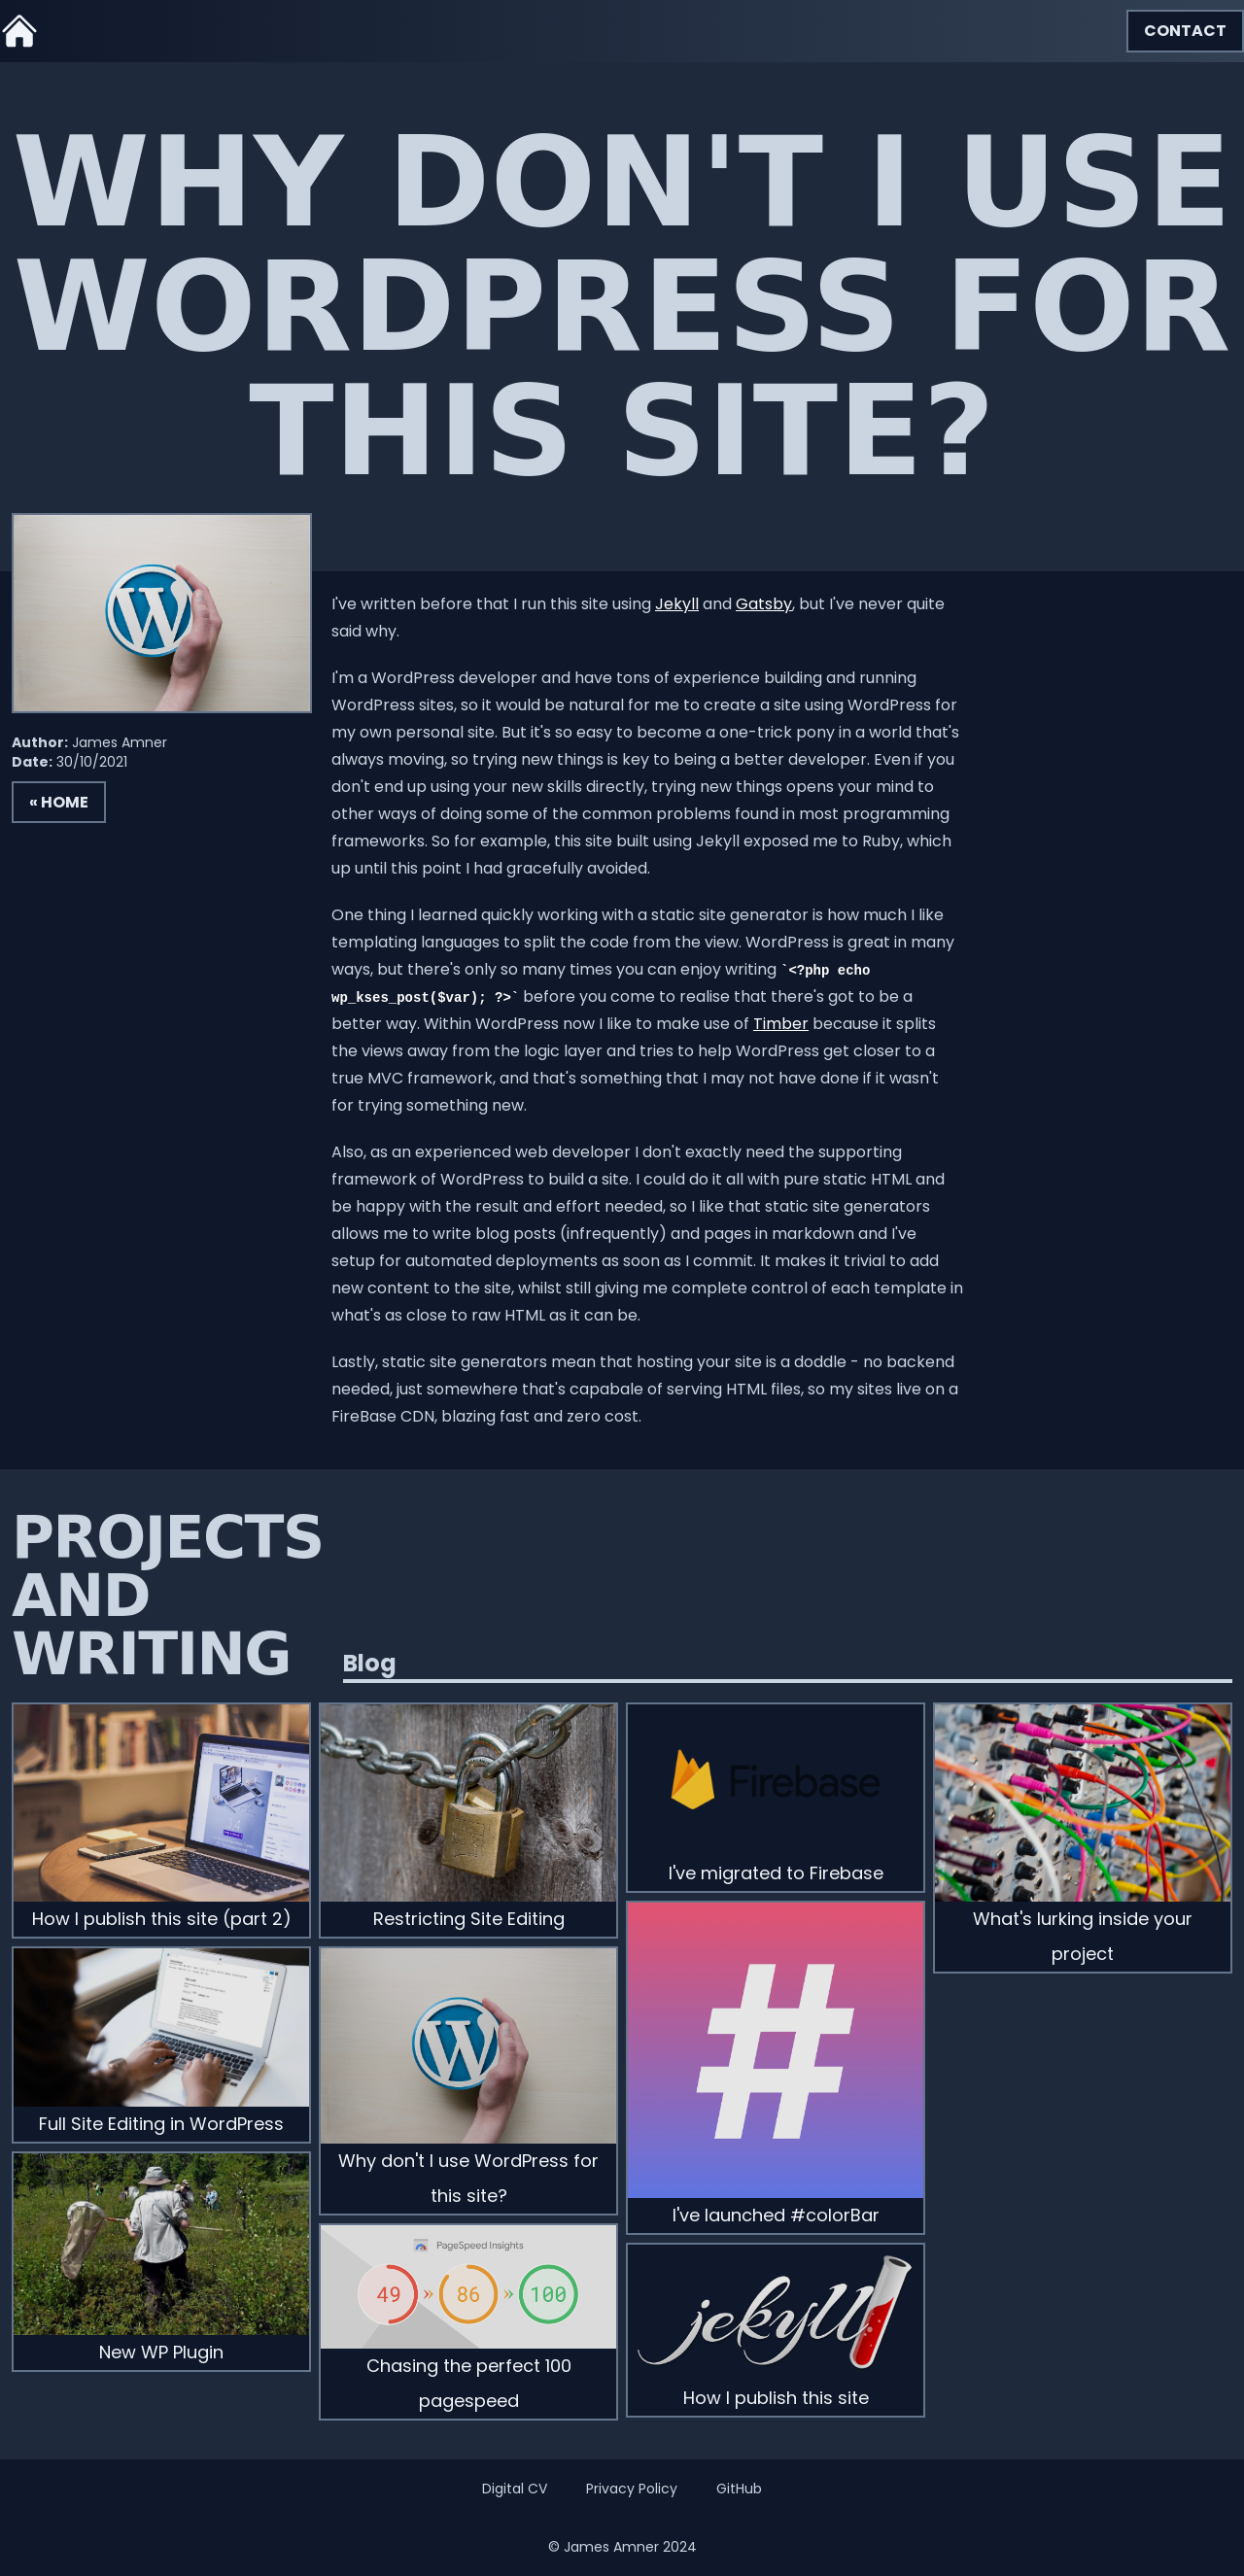 CONTACT
WHY DON'T I USE
WORDPRESS FOR
THIS SITE?
I've written before that I run this site using Jekyll and Gatsby, but I've never quite
said why.
I'm a WordPress developer and have tons of experience building and running
WordPress sites, so it would be natural for me to create a site using WordPress for
my own personal site. But it's so easy to become a one-trick pony in a world that's
always moving, so trying new things is key to being a better developer. Even if you
don't end up using your new skills directly, trying new things opens your mind to
other ways of doing some of the common problems found in most programming
frameworks. So for example, this site built using Jekyll exposed me to Ruby, which
up until this point I had gracefully avoided.
One thing I learned quickly working with a static site generator is how much I like
templating languages to split the code from the view. WordPress is great in many
ways, but there's only so many times you can enjoy writing `<?php echo
wp_kses_post($var); ?>` before you come to realise that there's got to be a
better way. Within WordPress now I like to make use of Timber because it splits
the views away from the logic layer and tries to help WordPress get closer to a
true MVC framework, and that's something that I may not have done if it wasn't
for trying something new.
Also, as an experienced web developer I don't exactly need the supporting
framework of WordPress to build a site. I could do it all with pure static HTML and
be happy with the result and effort needed, so I like that static site generators
allows me to write blog posts (infrequently) and pages in markdown and I've
setup for automated deployments as soon as I commit. It makes it trivial to add
new content to the site, whilst still giving me complete control of each template in
what's as close to raw HTML as it can be.
Lastly, static site generators mean that hosting your site is a doddle - no backend
needed, just somewhere that's capabale of serving HTML files, so my sites live on a
FireBase CDN, blazing fast and zero cost.
Author: James Amner
Date: 30/10/2021
« HOME
PROJECTS
AND
WRITING
Blog
How I publish this site (part 2)
Full Site Editing in WordPress
New WP Plugin
Restricting Site Editing
Why don't I use WordPress for
this site?
PageSpeed Insights
49 » 86 » 100
Chasing the perfect 100
pagespeed
Firebase
I've migrated to Firebase
#
I've launched #colorBar
jekyll
How I publish this site
What's lurking inside your
project
Digital CV Privacy Policy GitHub
© James Amner 2024